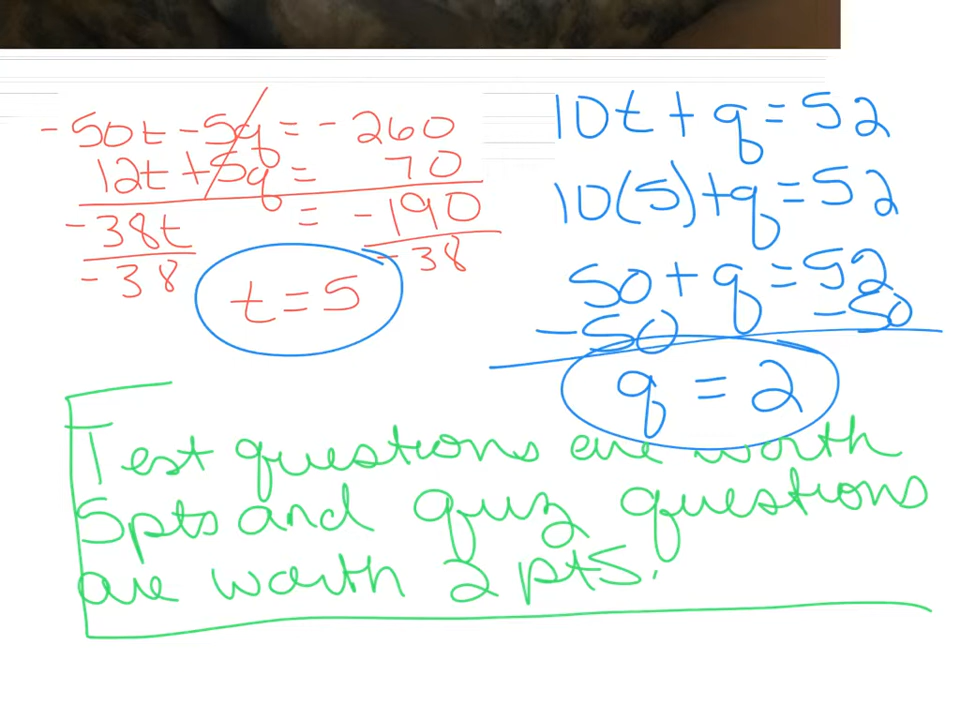 -50t - 5q = -260
12t + 5q = 70
-38t = -190
-38 -38
t = 5
10t + q = 52
10(5) + q = 52
50 + q = 52
-50 -50
q = 2
Test questions are worth
5pts and quiz questions
are worth 2 pts.